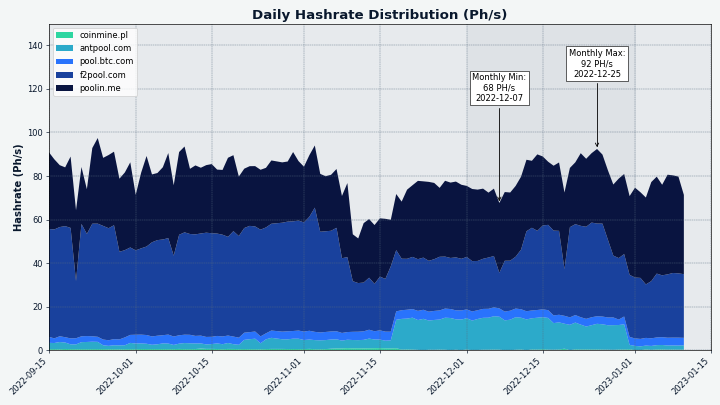 Daily Hashrate Distribution (Ph/s)
coinmine.pl
antpool.com
pool.btc.com
f2pool.com
poolin.me
Monthly Min:
68 PH/s
2022-12-07
Monthly Max:
92 PH/s
2022-12-25
Hashrate (Ph/s)
140
120
100
80
60
40
20
0
2022-09-15
2022-10-01
2022-10-15
2022-11-01
2022-11-15
2022-12-01
2022-12-15
2023-01-01
2023-01-15